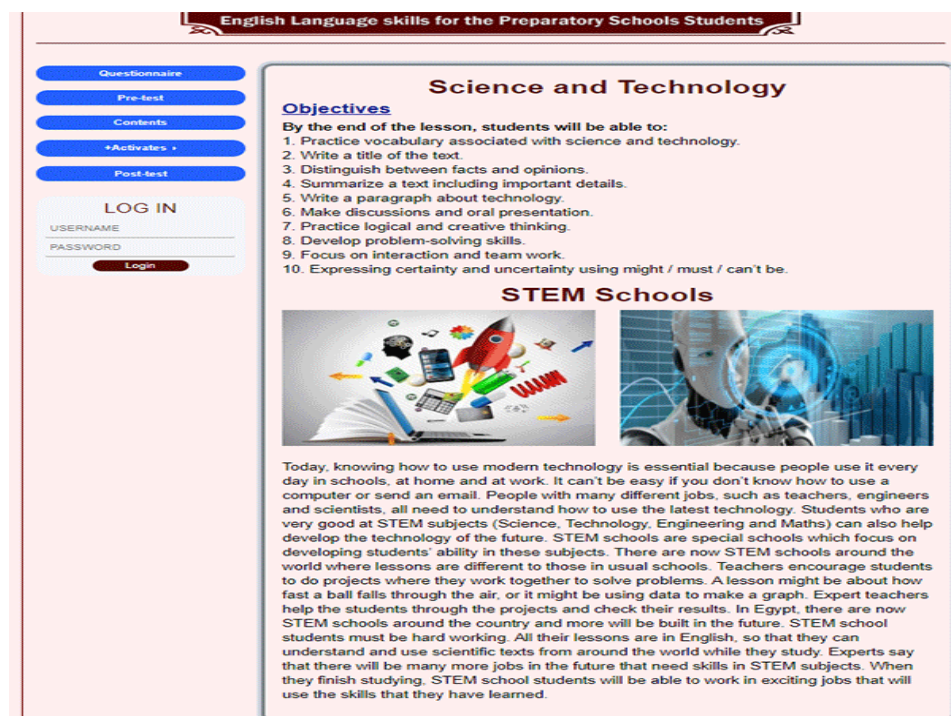 English Language skills for the Preparatory Schools Students
Questionnaire
Pre-test
Contents
+Activates
Post-test
LOG IN
USERNAME
PASSWORD
Login
Science and Technology
Objectives
By the end of the lesson, students will be able to:
1. Practice vocabulary associated with science and technology.
2. Write a title of the text.
3. Distinguish between facts and opinions.
4. Summarize a text including important details.
5. Write a paragraph about technology.
6. Make discussions and oral presentation.
7. Practice logical and creative thinking.
8. Develop problem-solving skills.
9. Focus on interaction and team work.
10. Expressing certainty and uncertainty using might / must / can't be.
STEM Schools
Today, knowing how to use modern technology is essential because people use it every
day in schools, at home and at work. It can't be easy if you don't know how to use a
computer or send an email. People with many different jobs, such as teachers, engineers
and scientists, all need to understand how to use the latest technology. Students who are
very good at STEM subjects (Science, Technology, Engineering and Maths) can also help
develop the technology of the future. STEM schools are special schools which focus on
developing students' ability in these subjects. There are now STEM schools around the
world where lessons are different to those in usual schools. Teachers encourage students
to do projects where they work together to solve problems. A lesson might be about how
fast a ball falls through the air, or it might be using data to make a graph. Expert teachers
help the students through the projects and check their results. In Egypt, there are now
STEM schools around the country and more will be built in the future. STEM school
students must be hard working. All their lessons are in English, so that they can
understand and use scientific texts from around the world while they study. Experts say
that there will be many more jobs in the future that need skills in STEM subjects. When
they finish studying, STEM school students will be able to work in exciting jobs that will
use the skills that they have learned.